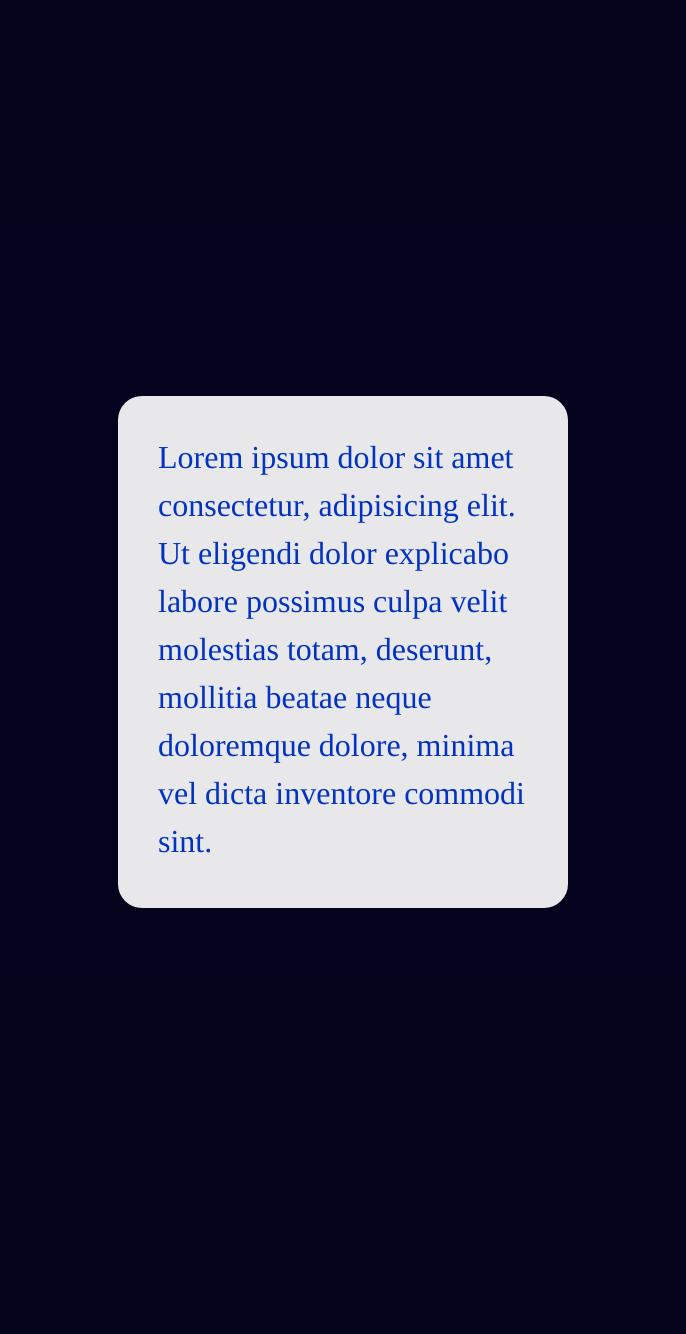 Lorem ipsum dolor sit amet
consectetur, adipisicing elit.
Ut eligendi dolor explicabo
labore possimus culpa velit
molestias totam, deserunt,
mollitia beatae neque
doloremque dolore, minima
vel dicta inventore commodi
sint.